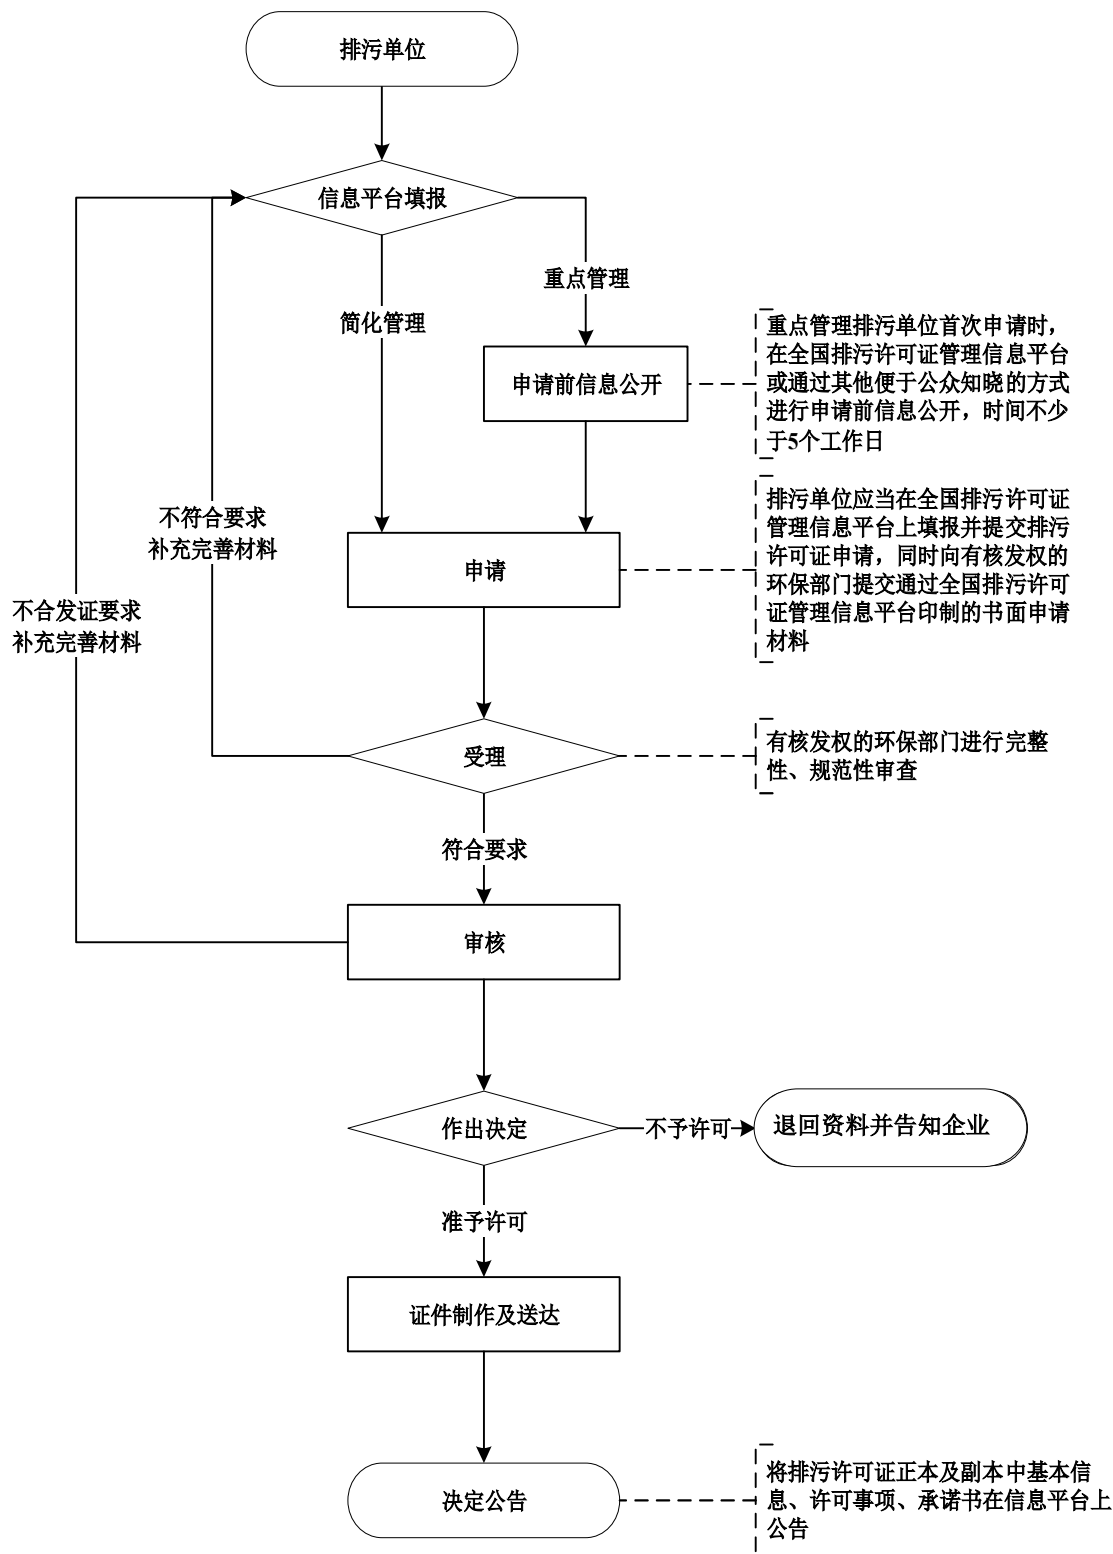 排污单位
信息平台填报
重点管理
简化管理
重点管理排污单位首次申请时，
在全国排污许可证管理信息平台
或通过其他便于公众知晓的方式
进行申请前信息公开，时间不少
于5个工作日
申请前信息公开
不符合要求
补充完善材料
排污单位应当在全国排污许可证
管理信息平台上填报并提交排污
许可证申请，同时向有核发权的
环保部门提交通过全国排污许可
证管理信息平台印制的书面申请
材料
申请
不合发证要求
补充完善材料
受理
有核发权的环保部门进行完整
性、规范性审查
符合要求
审核
作出决定
不予许可
退回资料并告知企业
准予许可
证件制作及送达
决定公告
将排污许可证正本及副本中基本信
息、许可事项、承诺书在信息平台上
公告